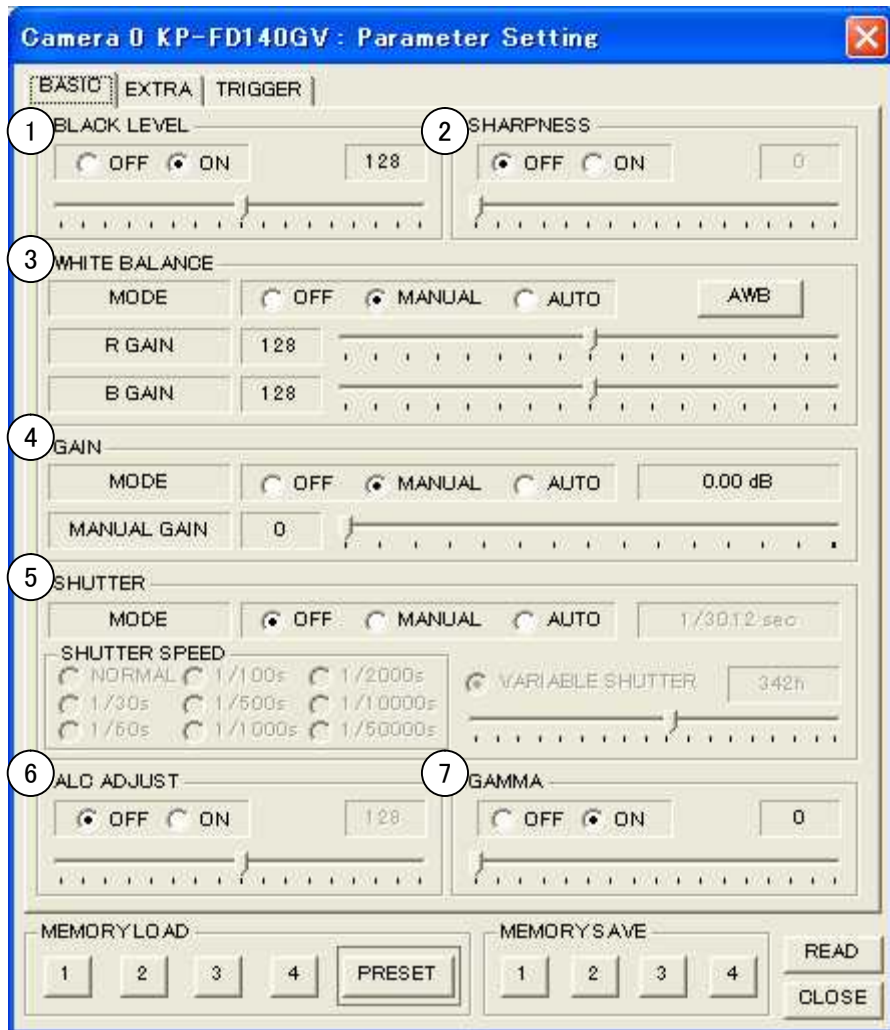 Camera 0 KP-FD140GV : Parameter Setting
BASIC EXTRA TRIGGER
1 BLACK LEVEL
OFF ON 128
2 SHARPNESS
OFF ON 0
3 WHITE BALANCE
MODE OFF MANUAL AUTO AWB
R GAIN 128
B GAIN 128
4 GAIN
MODE OFF MANUAL AUTO 0.00 dB
MANUAL GAIN 0
5 SHUTTER
MODE OFF MANUAL AUTO 1/3012 sec
SHUTTER SPEED
NORMAL 1/100s 1/2000s
1/30s 1/500s 1/10000s
1/60s 1/1000s 1/50000s
VARIABLE SHUTTER 342h
6 ALC ADJUST
OFF ON 128
7 GAMMA
OFF ON 0
MEMORY LOAD
1 2 3 4 PRESET
MEMORY SAVE
1 2 3 4
READ
CLOSE